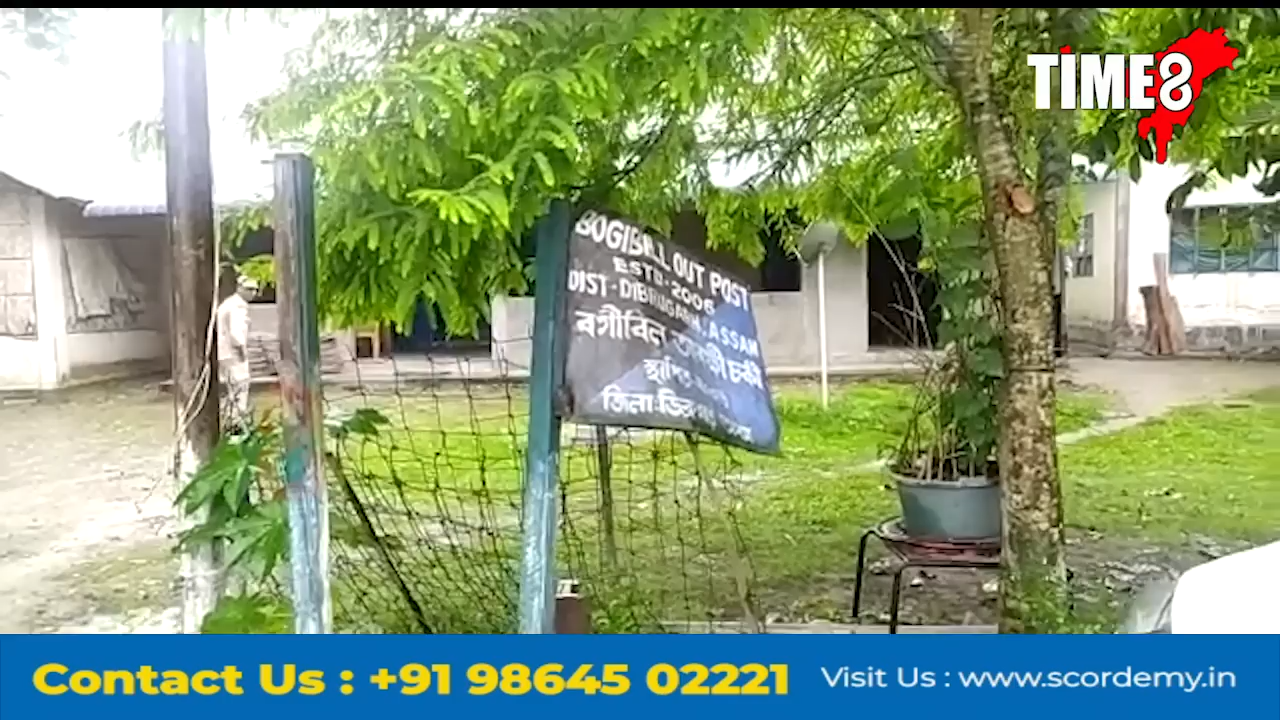 TIME8
BOGIBILL OUT POST
ESTD-2006
DIST-DIBRUGARH, ASSAM
বগীবিল
স্থাপিত
জিলা
Contact Us : +91 98645 02221
Visit Us : www.scordemy.in